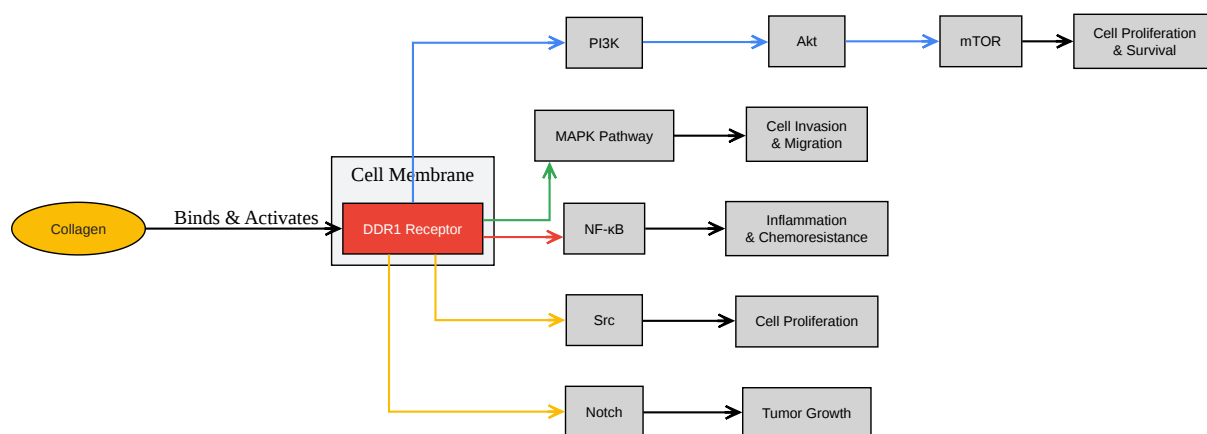 PI3K
Akt
mTOR
Cell Proliferation
& Survival
MAPK Pathway
Cell Invasion
& Migration
Cell Membrane
Collagen
Binds & Activates
DDR1 Receptor
NF-κB
Inflammation
& Chemoresistance
Src
Cell Proliferation
Notch
Tumor Growth